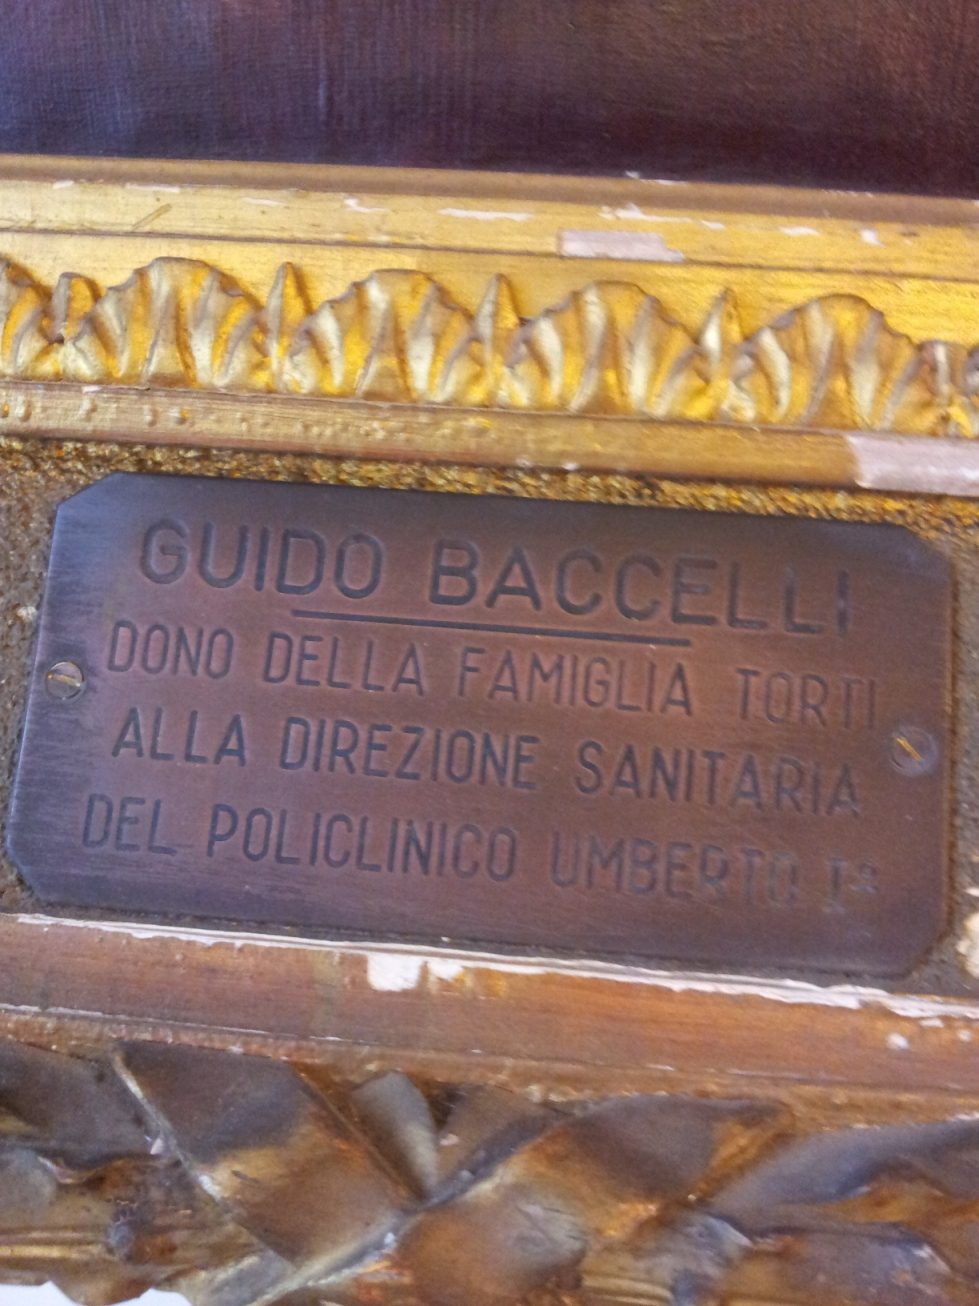 GUIDO BACCELLI
DONO DELLA FAMIGLIA TORTI
ALLA DIREZIONE SANITARIA
DEL POLICLINICO UMBERTO Iº